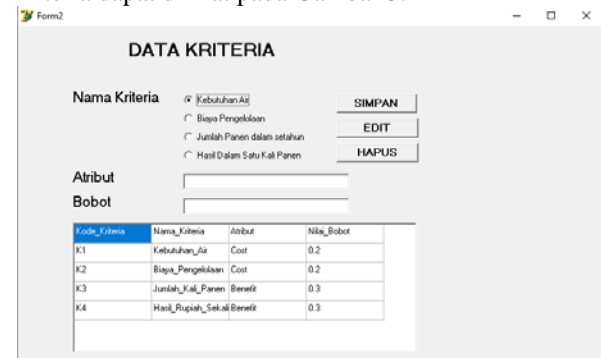 Form2
DATA KRITERIA
Nama Kriteria
Kebutuhan Air
Biaya Pengelolaan
Jumlah Panen dalam setahun
Hasil Dalam Satu Kali Panen
SIMPAN
EDIT
HAPUS
Atribut
Bobot
Kode_Kriteria Nama_Kriteria Atribut Nilai_Bobot
K1 Kebutuhan_Air Cost 0.2
K2 Biaya_Pengelolaan Cost 0.2
K3 Jumlah_Kali_Panen Benefit 0.3
K4 Hasil_Rupiah_Sekali Benefit 0.3